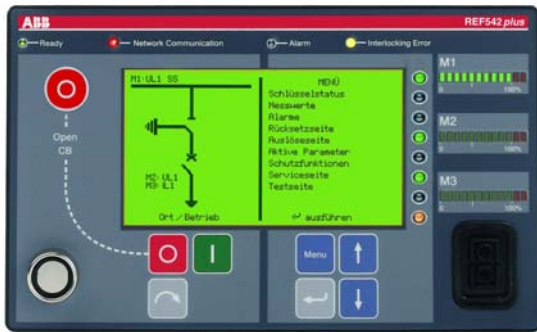 ABB
REF542 plus
Ready
Network Communication
Alarm
Interlocking Error
Open
CB
M1:UL1 SS
M2: UL1
M3: IL1
Ort / Betrieb
MENÜ
Schlüsselstatus
Messwerte
Alarme
Rücksetzseite
Auslöseseite
Aktive Parameter
Schutzfunktionen
Serviceseite
Testseite
ausführen
M1
0 100%
M2
0 100%
M3
0 100%
Menu